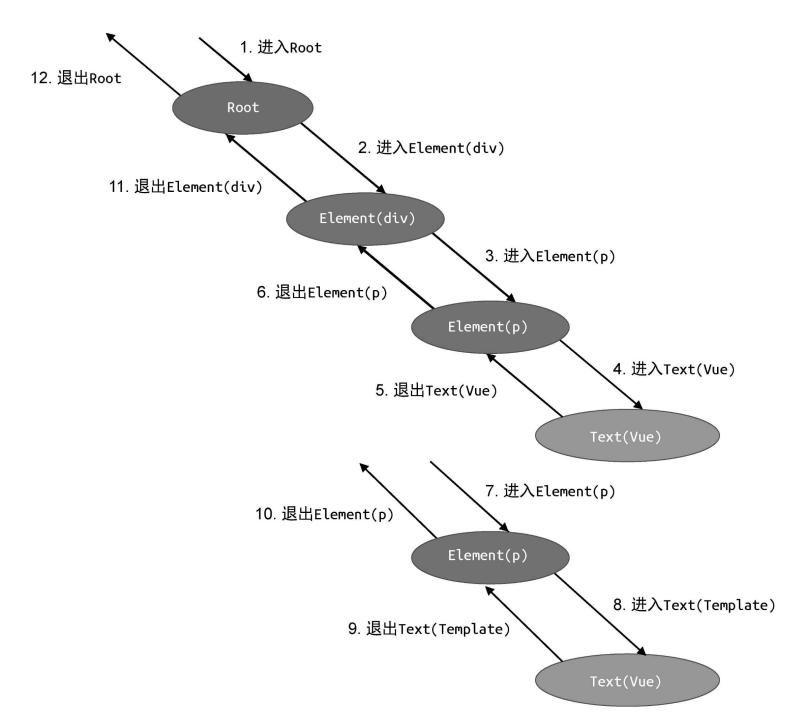 1. 进入Root
12. 退出Root
Root
2. 进入Element(div)
11. 退出Element(div)
Element(div)
3. 进入Element(p)
6. 退出Element(p)
Element(p)
4. 进入Text(Vue)
5. 退出Text(Vue)
Text(Vue)
7. 进入Element(p)
10. 退出Element(p)
Element(p)
8. 进入Text(Template)
9. 退出Text(Template)
Text(Vue)